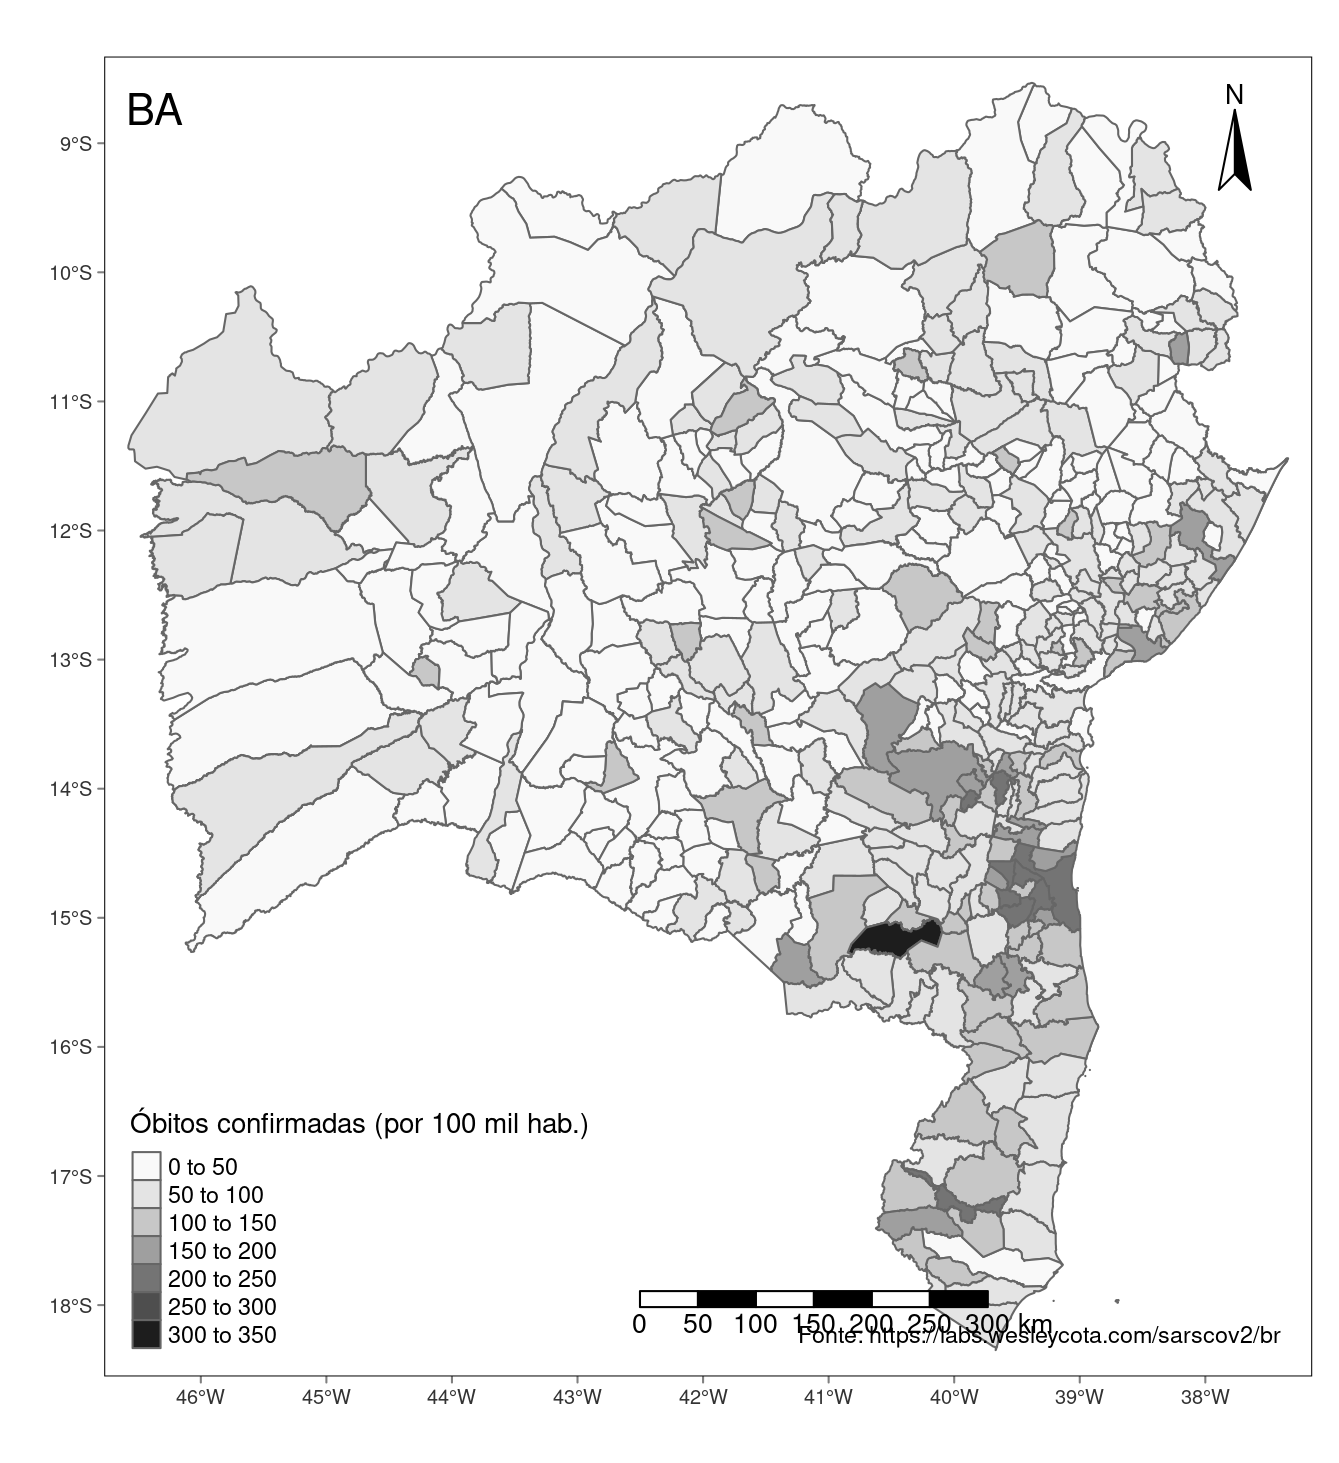 BA
N
9°S
10°S
11°S
12°S
13°S
14°S
15°S
16°S
17°S
18°S
Óbitos confirmadas (por 100 mil hab.)
0 to 50
50 to 100
100 to 150
150 to 200
200 to 250
250 to 300
300 to 350
0 50 100 150 200 250 300 km
Fonte: https://labs.wesleycota.com/sarscov2/br
46°W 45°W 44°W 43°W 42°W 41°W 40°W 39°W 38°W